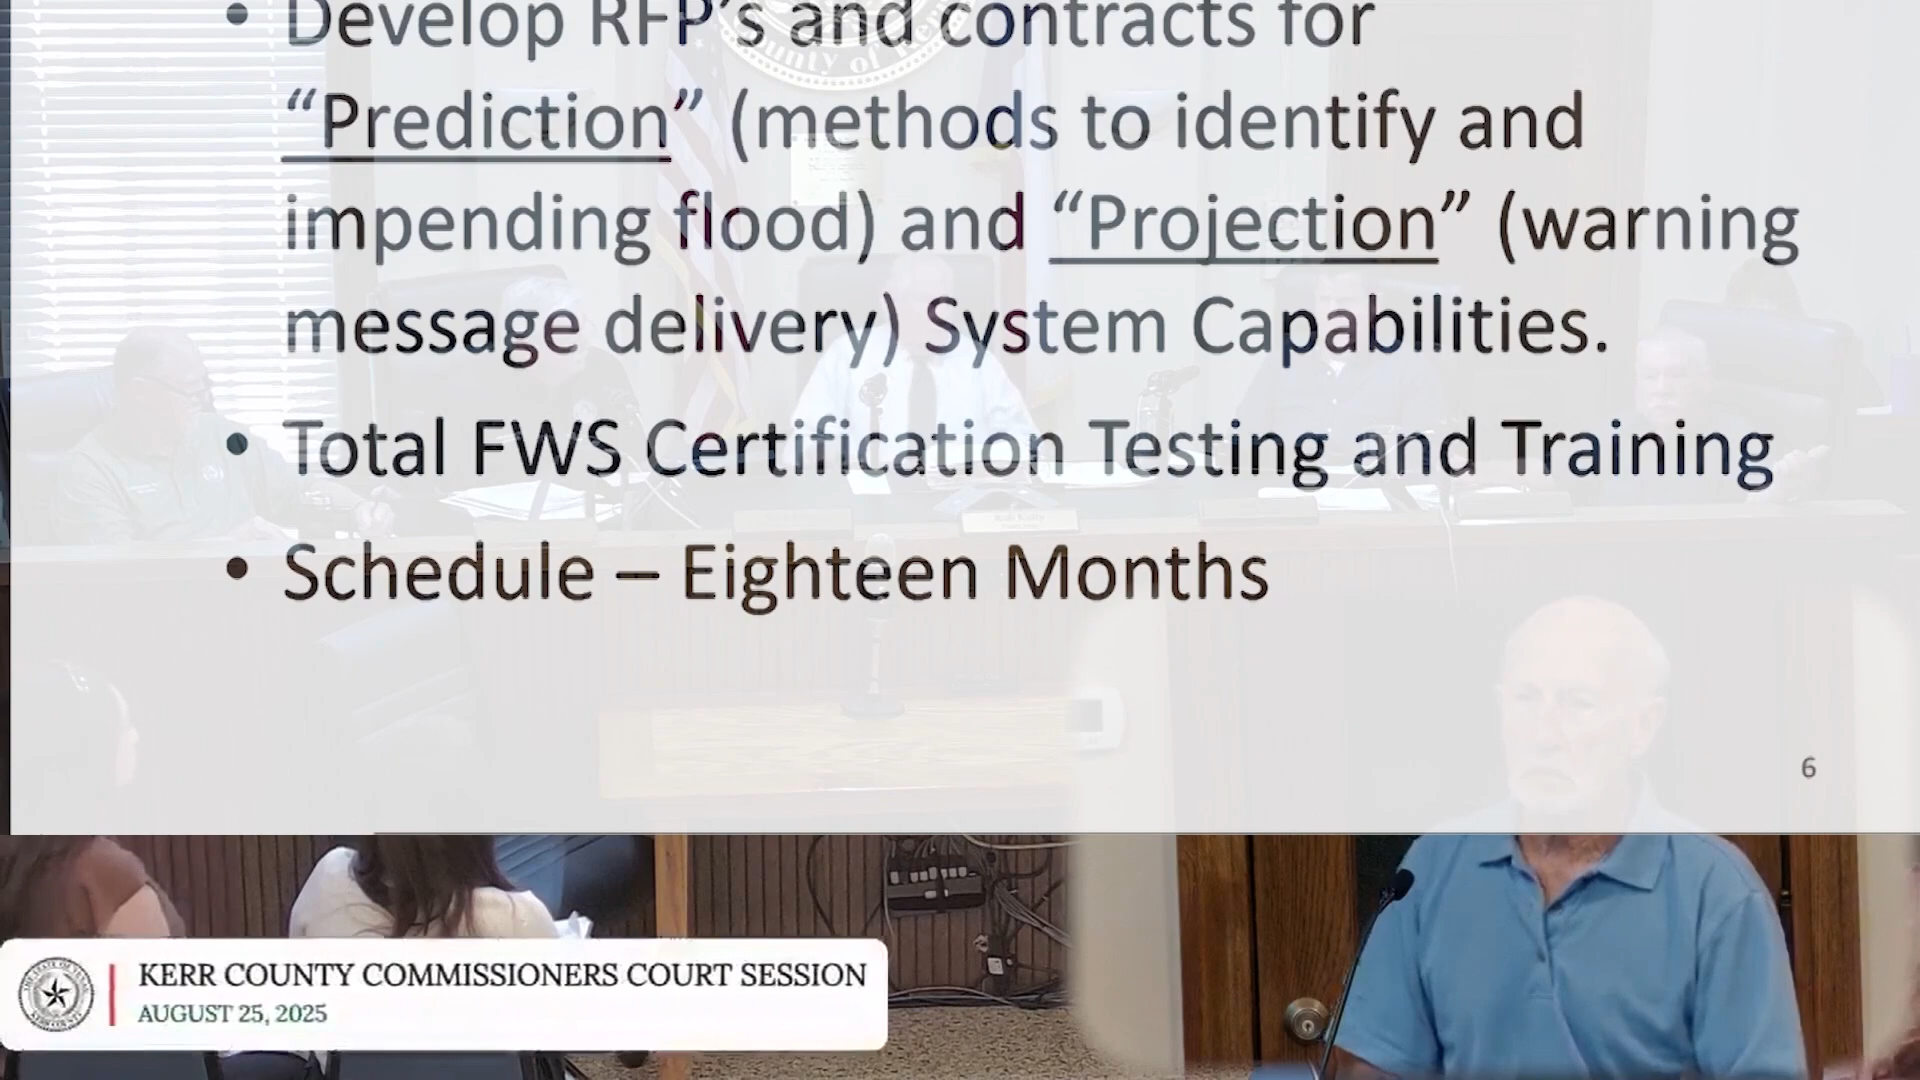 • Develop RFP's and contracts for
“Prediction” (methods to identify and
impending flood) and “Projection” (warning
message delivery) System Capabilities.
• Total FWS Certification Testing and Training
• Schedule – Eighteen Months
6
KERR COUNTY COMMISSIONERS COURT SESSION
AUGUST 25, 2025